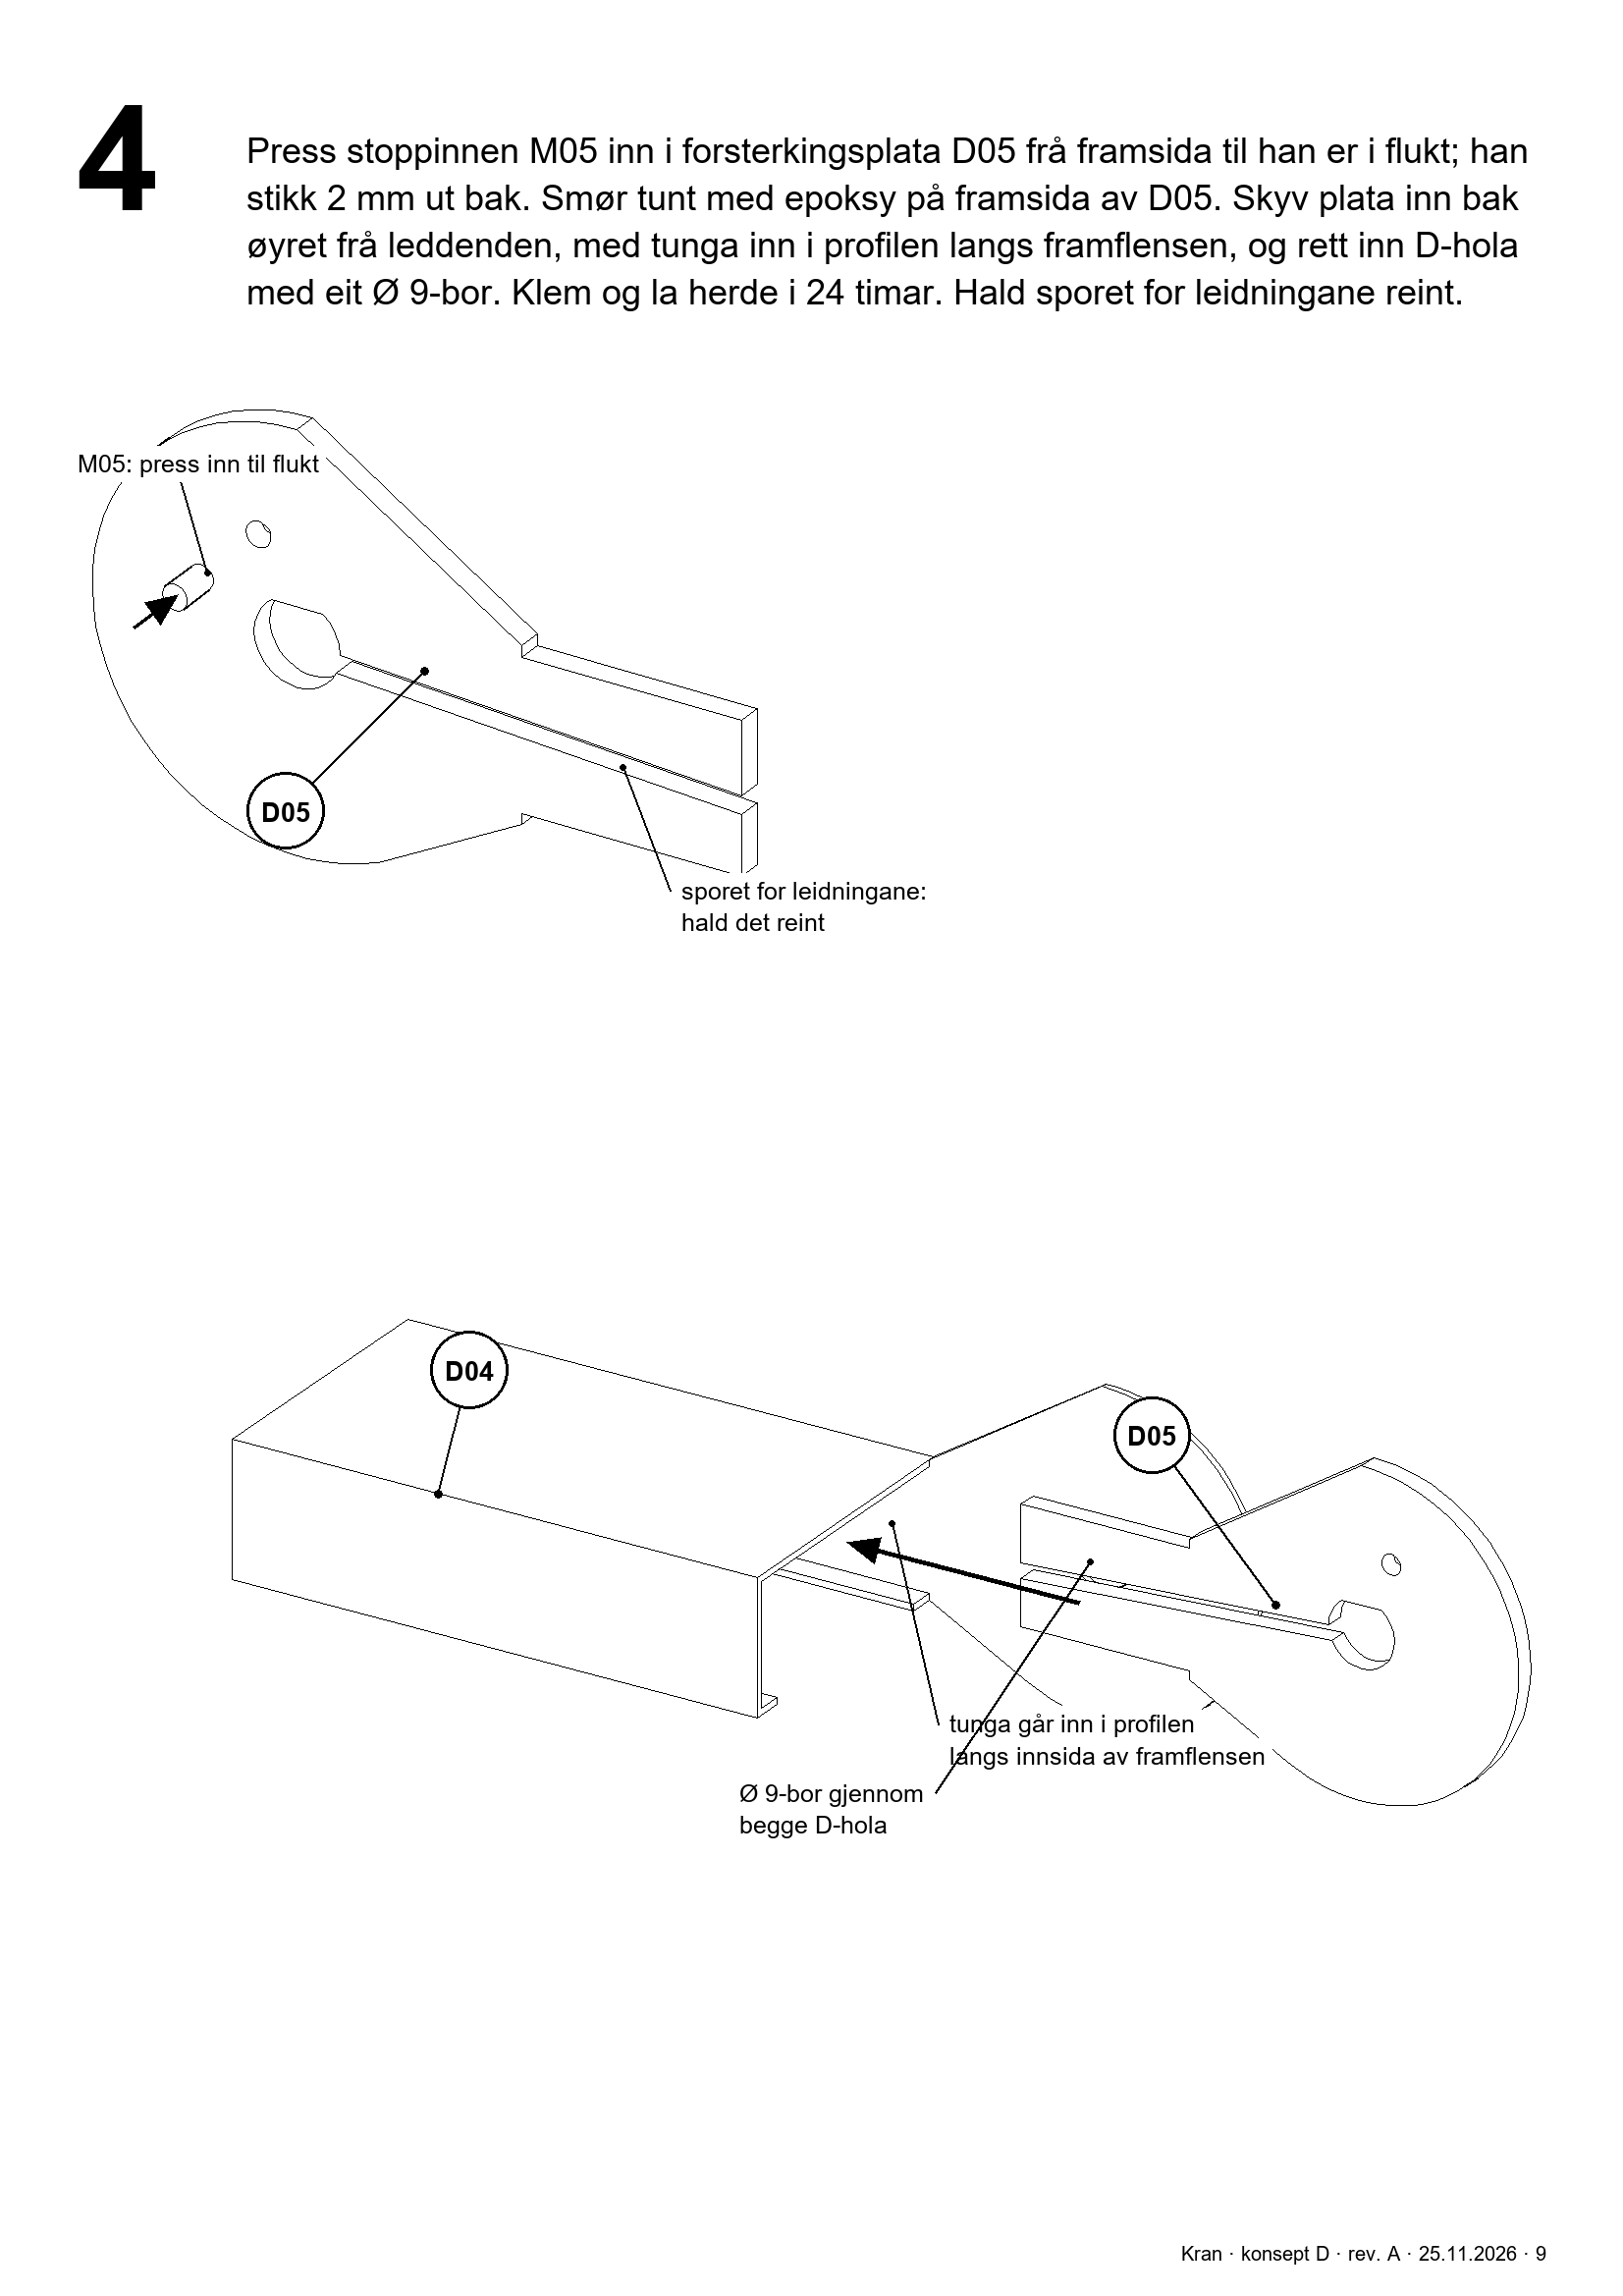 4
Press stoppinnen M05 inn i forsterkingsplata D05 frå framsida til han er i flukt; han
stikk 2 mm ut bak. Smør tunt med epoksy på framsida av D05. Skyv plata inn bak
øyret frå leddenden, med tunga inn i profilen langs framflensen, og rett inn D-hola
med eit Ø 9-bor. Klem og la herde i 24 timar. Hald sporet for leidningane reint.
M05: press inn til flukt
D05
sporet for leidningane:
hald det reint
D04
D05
tunga går inn i profilen
langs innsida av framflensen
Ø 9-bor gjennom
begge D-hola
Kran · konsept D · rev. A · 25.11.2026 · 9